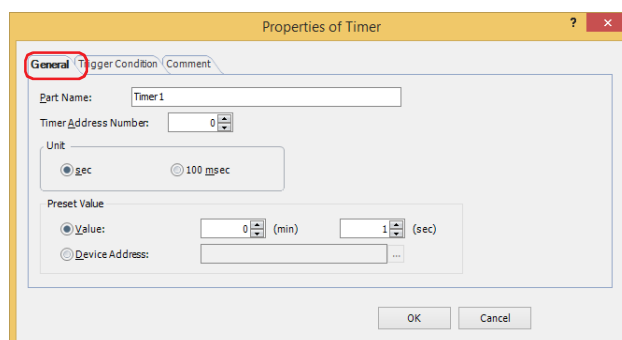 Properties of Timer ? ×
General Trigger Condition Comment
Part Name: Timer1
Timer Address Number: 0
Unit
sec 100 msec
Preset Value
Value: 0 (min) 1 (sec)
Device Address: ...
OK Cancel